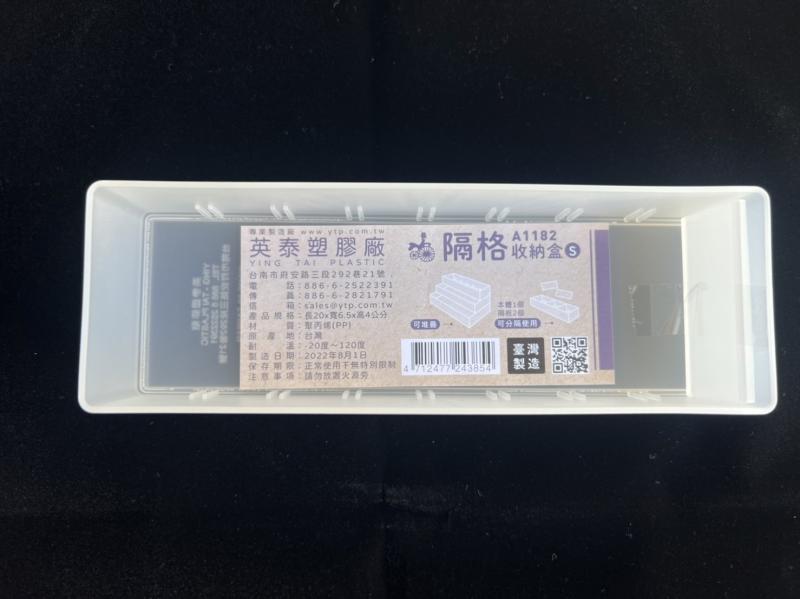 專業製造廠 www.ytp.com.tw
英泰塑膠廠
YING TAI PLASTIC
台南市府安路三段292巷21號
電話:886-6-2522391
傳真:886-6-2821791
信箱:sales@ytp.com.tw
產品規格:長20x寬6.5x高4公分
材質:聚丙烯(PP)
原產地:台灣
耐溫:-20度~120度
製造日期:2022年8月1日
保存期限:正常使用下無特別限制
注意事項:請勿放置火源旁
隔格 A1182
收納盒 S
可堆疊
本體1個
隔板2個
可分隔使用
4 712477 243854
臺灣
製造